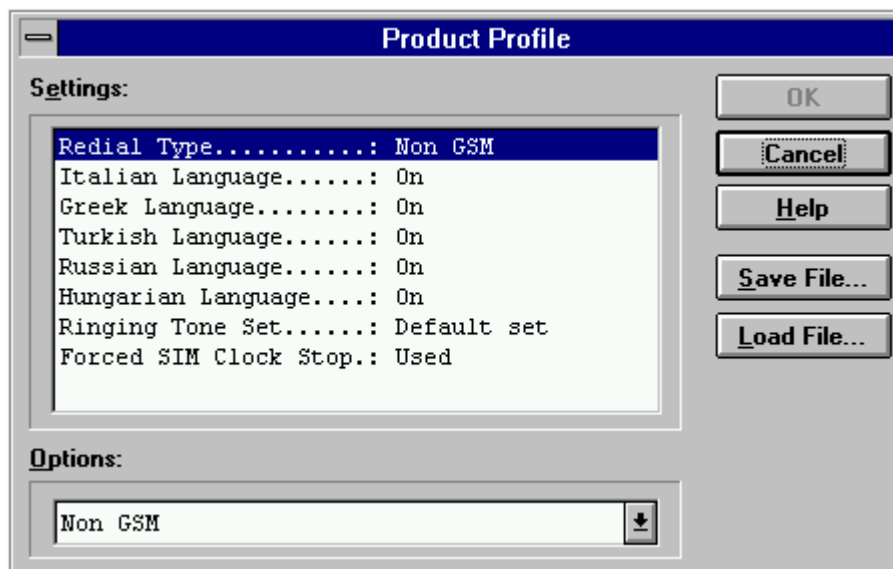 Product Profile
Settings:
Redial Type...........: Non GSM
Italian Language......: On
Greek Language........: On
Turkish Language......: On
Russian Language......: On
Hungarian Language....: On
Ringing Tone Set......: Default set
Forced SIM Clock Stop.: Used
OK
Cancel
Help
Save File...
Load File...
Options:
Non GSM